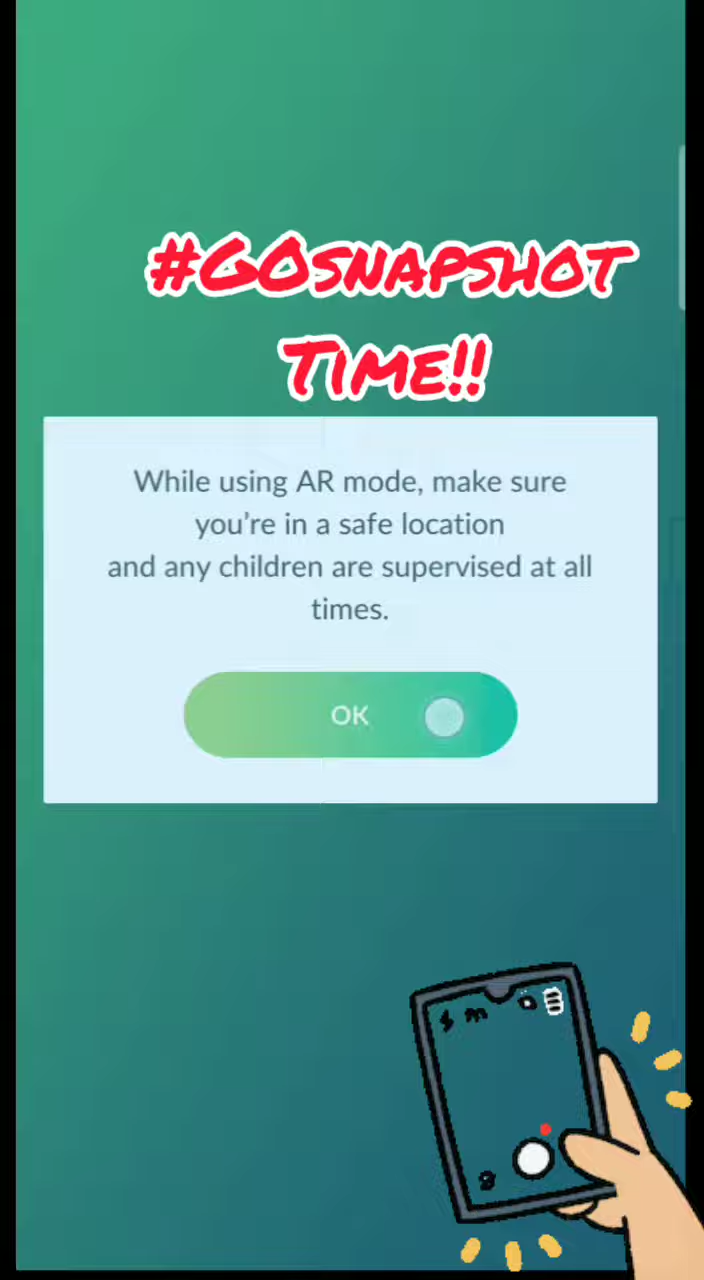 #GOSNAPSHOT
TIME!!
While using AR mode, make sure
you're in a safe location
and any children are supervised at all
times.
OK